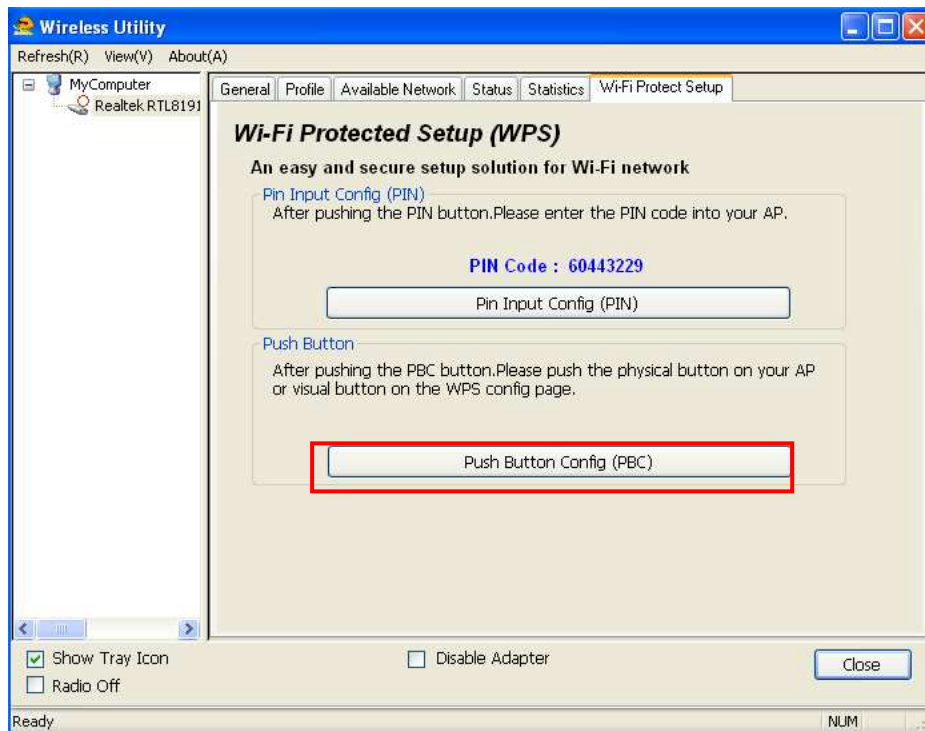 Wireless Utility
Refresh(R) View(V) About(A)
MyComputer
Realtek RTL8191
General Profile Available Network Status Statistics Wi-Fi Protect Setup
Wi-Fi Protected Setup (WPS)
An easy and secure setup solution for Wi-Fi network
Pin Input Config (PIN)
After pushing the PIN button.Please enter the PIN code into your AP.
PIN Code : 60443229
Pin Input Config (PIN)
Push Button
After pushing the PBC button.Please push the physical button on your AP
or visual button on the WPS config page.
Push Button Config (PBC)
Show Tray Icon
Disable Adapter
Radio Off
Close
Ready
NUM